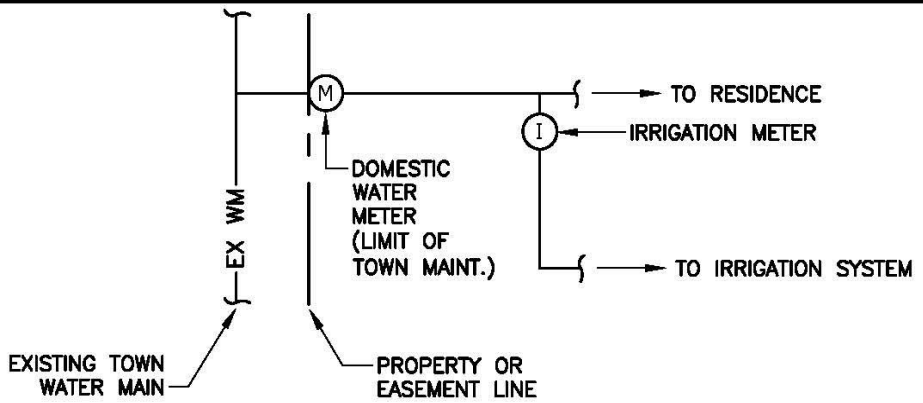 M
TO RESIDENCE
I
IRRIGATION METER
DOMESTIC
WATER
METER
(LIMIT OF
TOWN MAINT.)
EX WM
TO IRRIGATION SYSTEM
EXISTING TOWN
WATER MAIN
PROPERTY OR
EASEMENT LINE